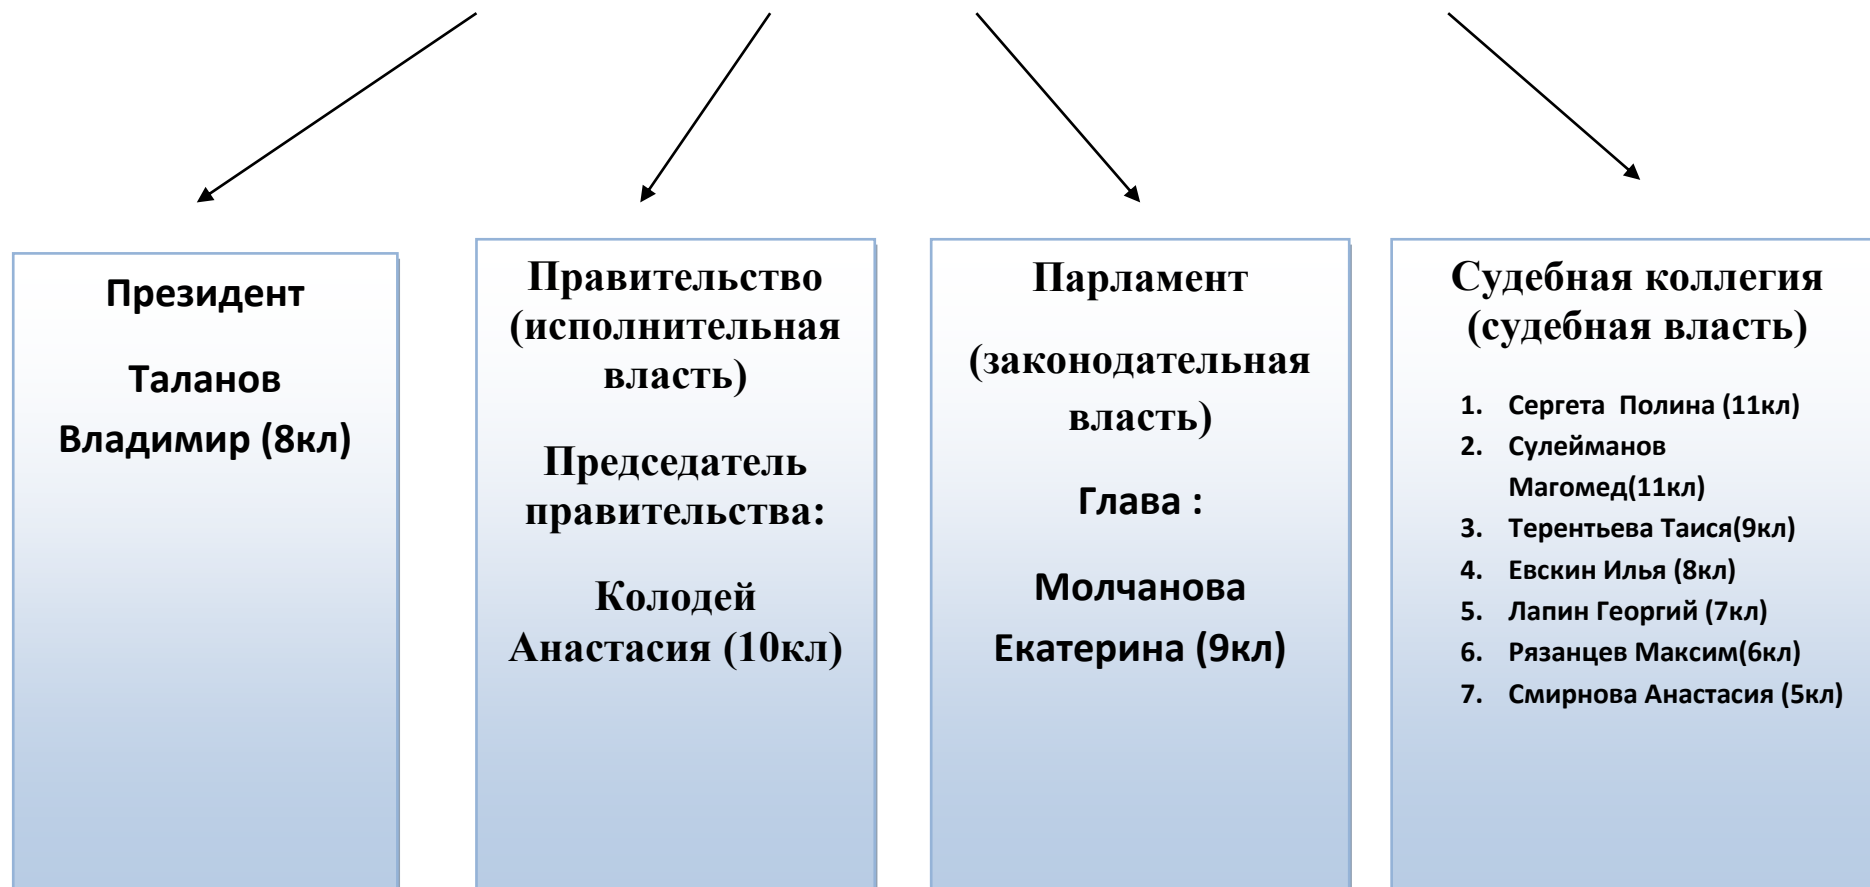 Президент
Таланов
Владимир (8кл)
Правительство
(исполнительная
власть)
Председатель
правительства:
Колодей
Анастасия (10кл)
Парламент
(законодательная
власть)
Глава :
Молчанова
Екатерина (9кл)
Судебная коллегия
(судебная власть)
1. Сергета Полина (11кл)
2. Сулейманов
Магомед(11кл)
3. Терентьева Таися(9кл)
4. Евскин Илья (8кл)
5. Лапин Георгий (7кл)
6. Рязанцев Максим(6кл)
7. Смирнова Анастасия (5кл)